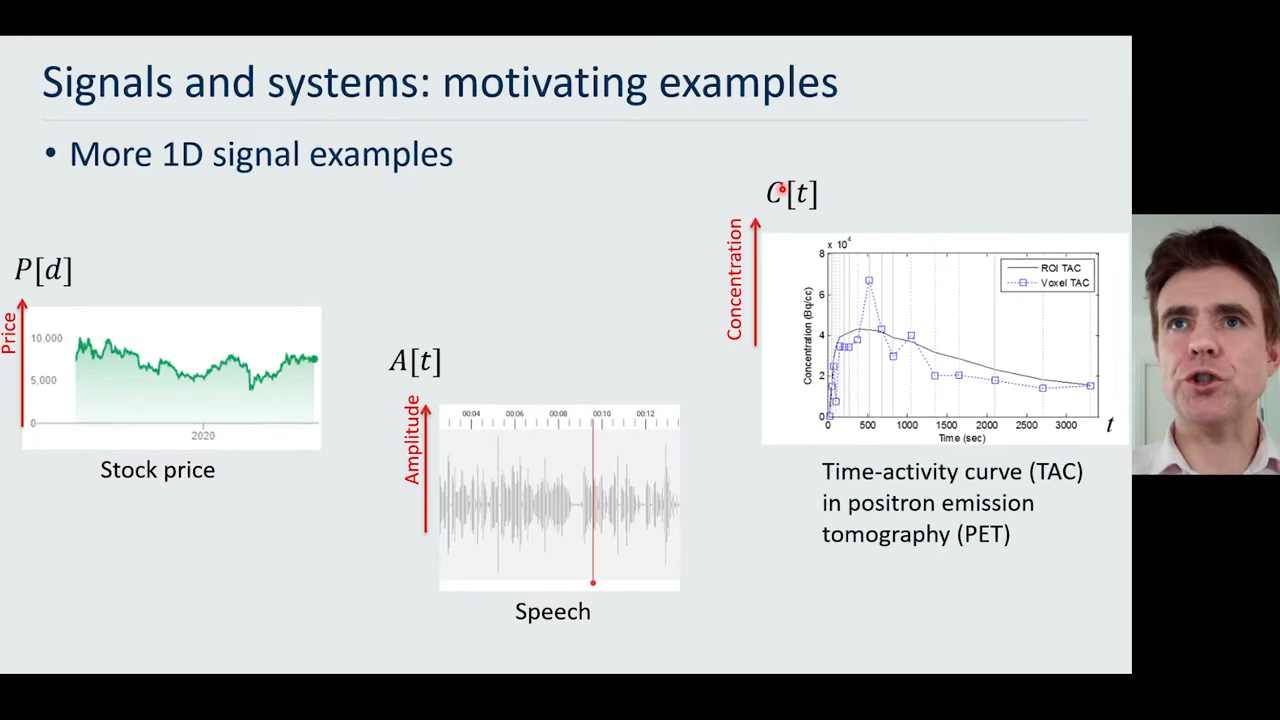 Signals and systems: motivating examples
• More 1D signal examples
P[d]
Price
10,000
5,000
0
2020
Stock price
A[t]
Amplitude
00:04 00:06 00:08 00:10 00:12
Speech
C[t]
Concentration
x 10^4
Concentration (Bq/cc)
8
6
4
2
0
ROI TAC
Voxel TAC
0 500 1000 1500 2000 2500 3000
Time (sec)
t
Time-activity curve (TAC)
in positron emission
tomography (PET)